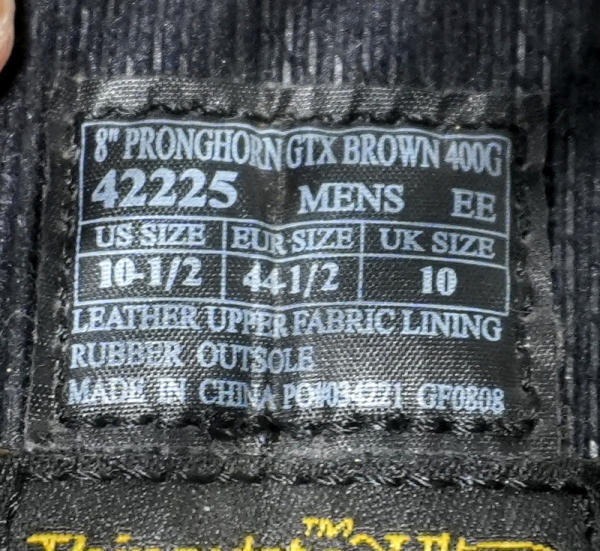 8" PRONGHORN GTX BROWN 400G
42225 MENS EE
US SIZE EUR SIZE UK SIZE
10-1/2 44-1/2 10
LEATHER UPPER FABRIC LINING
RUBBER OUTSOLE
MADE IN CHINA PO#034221 GF0808
TM